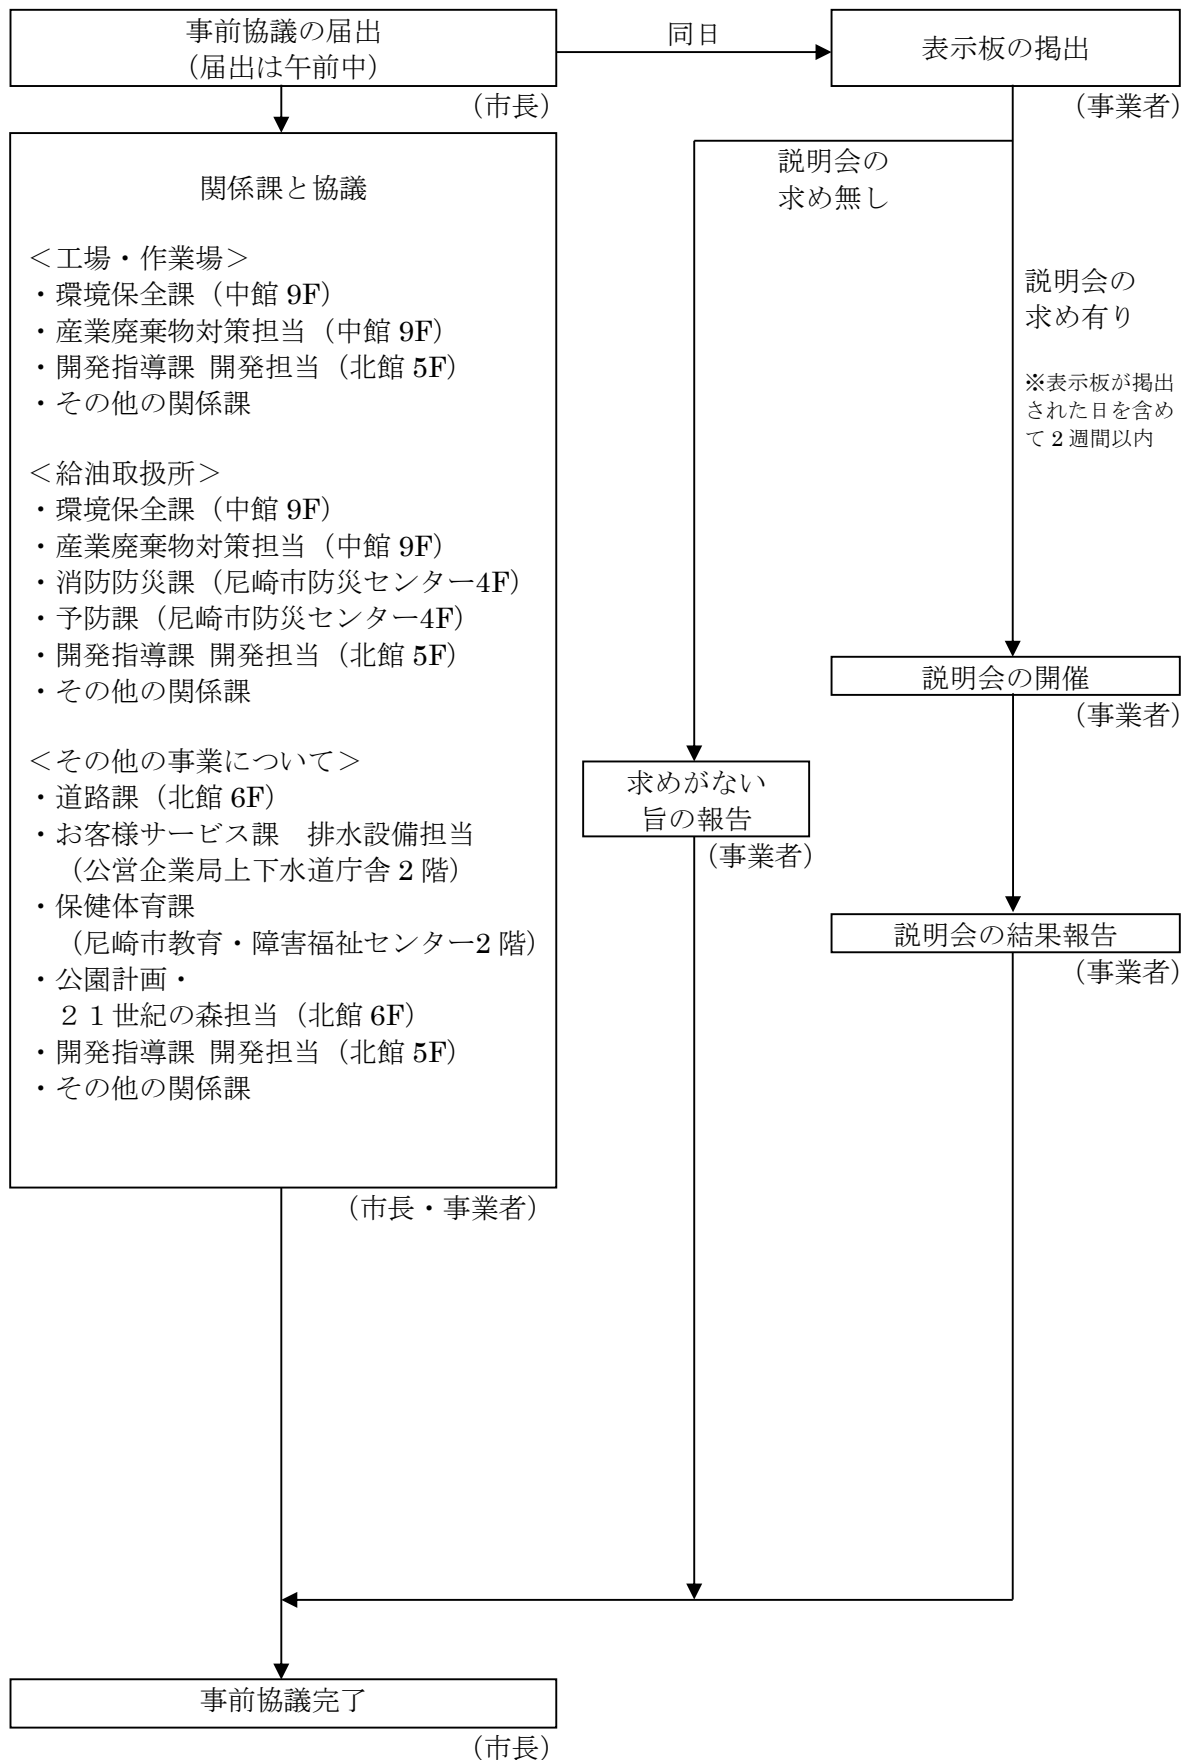 事前協議の届出
（届出は午前中）
（市長）
同日
表示板の掲出
（事業者）
関係課と協議
＜工場・作業場＞
・環境保全課（中館 9F）
・産業廃棄物対策担当（中館 9F）
・開発指導課 開発担当（北館 5F）
・その他の関係課
＜給油取扱所＞
・環境保全課（中館 9F）
・産業廃棄物対策担当（中館 9F）
・消防防災課（尼崎市防災センター4F）
・予防課（尼崎市防災センター4F）
・開発指導課 開発担当（北館 5F）
・その他の関係課
＜その他の事業について＞
・道路課（北館 6F）
・お客様サービス課　排水設備担当
（公営企業局上下水道庁舎 2 階）
・保健体育課
（尼崎市教育・障害福祉センター2 階）
・公園計画・
２１世紀の森担当（北館 6F）
・開発指導課 開発担当（北館 5F）
・その他の関係課
（市長・事業者）
説明会の
求め無し
説明会の
求め有り
※表示板が掲出
された日を含め
て 2 週間以内
説明会の開催
（事業者）
求めがない
旨の報告
（事業者）
説明会の結果報告
（事業者）
事前協議完了
（市長）